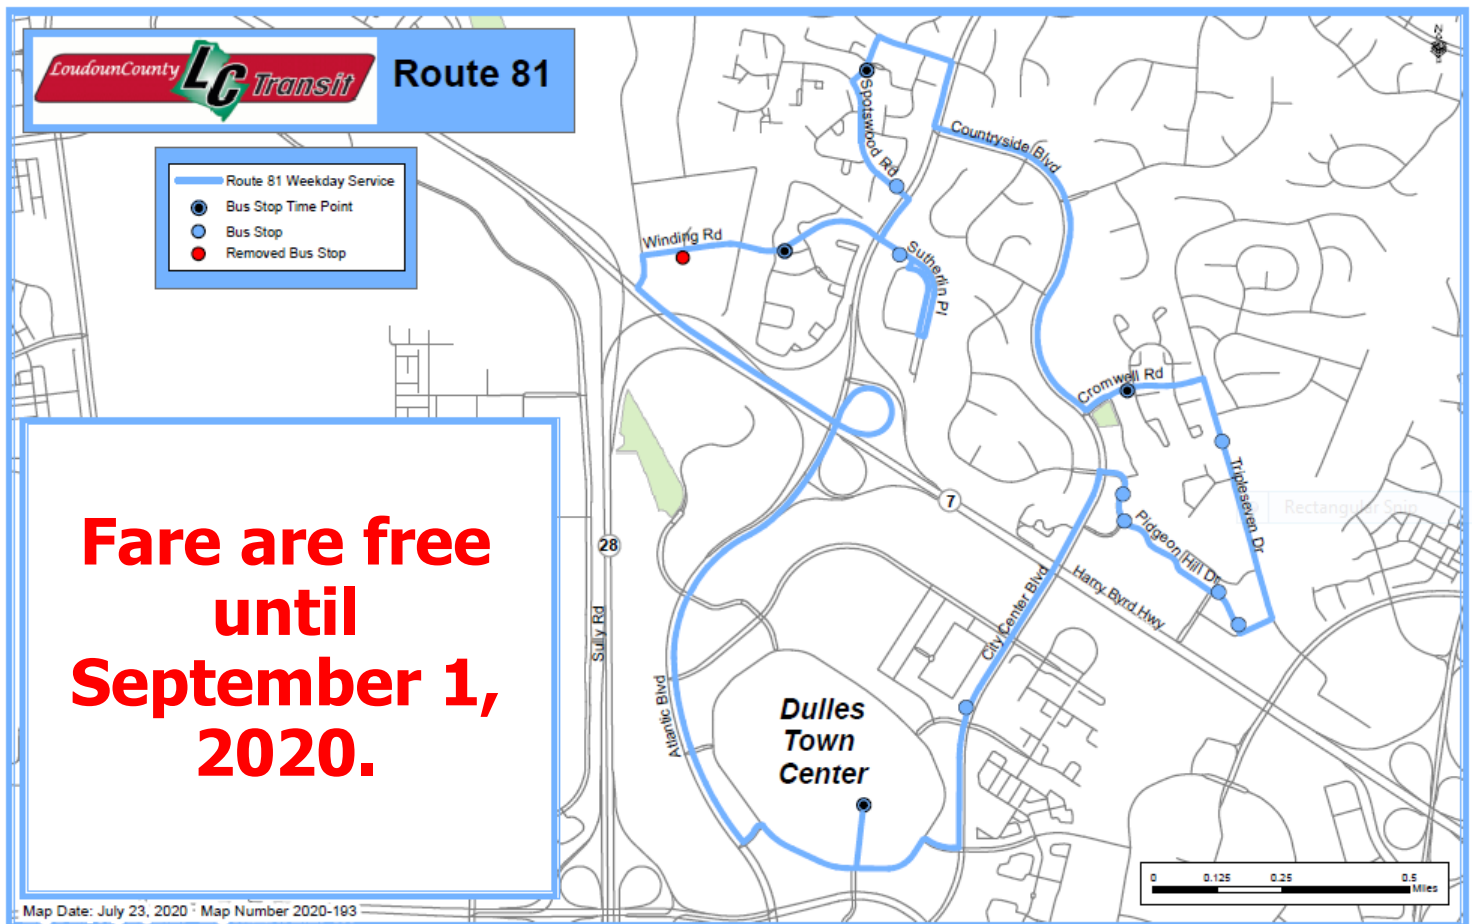 LoudounCounty LC Transit
Route 81
Route 81 Weekday Service
Bus Stop Time Point
Bus Stop
Removed Bus Stop
Spotswood Rd
Countryside Blvd
Winding Rd
Sutherlin Pl
Cromwell Rd
Tripleseven Dr
Rectangular Snip
7
Pidgeon Hill Dr
28
Harry Byrd Hwy
City Center Blvd
Sully Rd
Atlantic Blvd
Fare are free
until
September 1,
2020.
Dulles
Town
Center
0 0.125 0.25 0.5
Miles
Map Date: July 23, 2020 · Map Number 2020-193